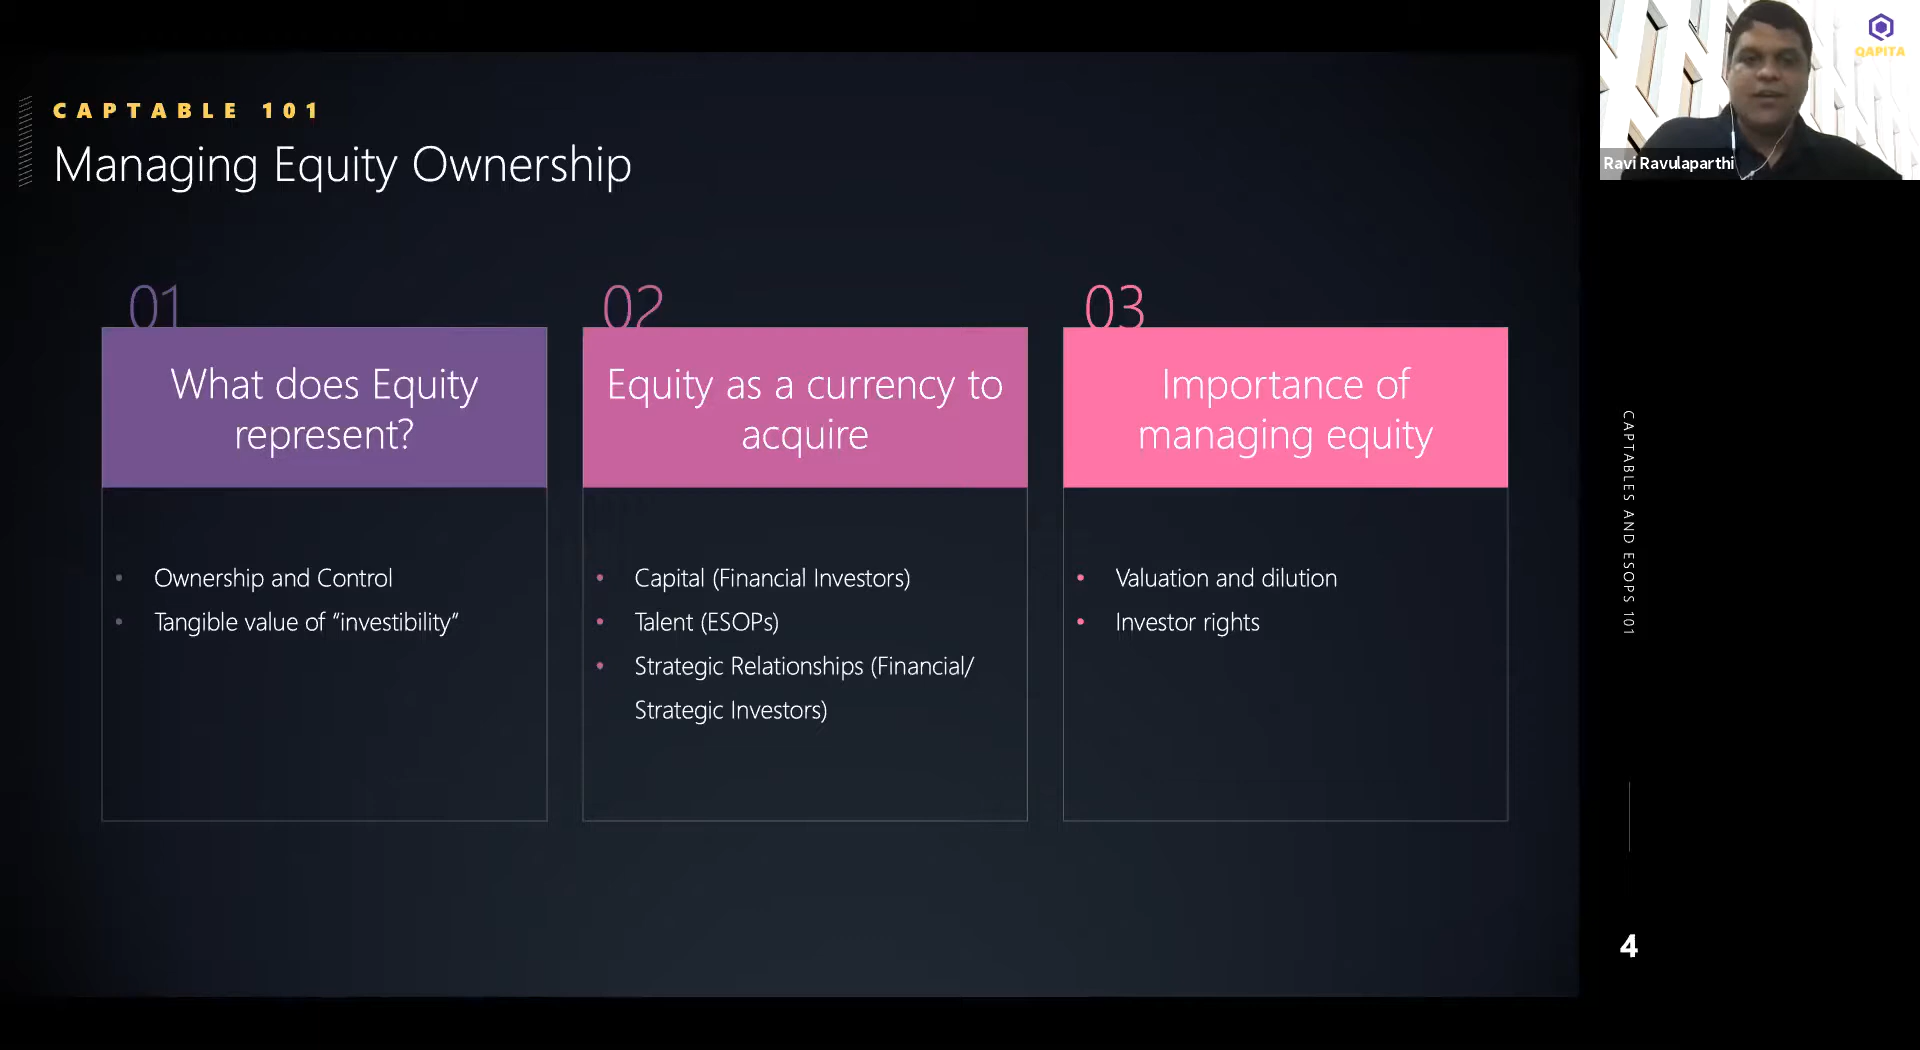 CAPTABLE 101
Managing Equity Ownership
01
What does Equity
represent?
• Ownership and Control
• Tangible value of “investibility”
02
Equity as a currency to
acquire
• Capital (Financial Investors)
• Talent (ESOPs)
• Strategic Relationships (Financial/
Strategic Investors)
03
Importance of
managing equity
• Valuation and dilution
• Investor rights
QAPITA
Ravi Ravulaparthi
CAPTABLES AND ESOPS 101
4